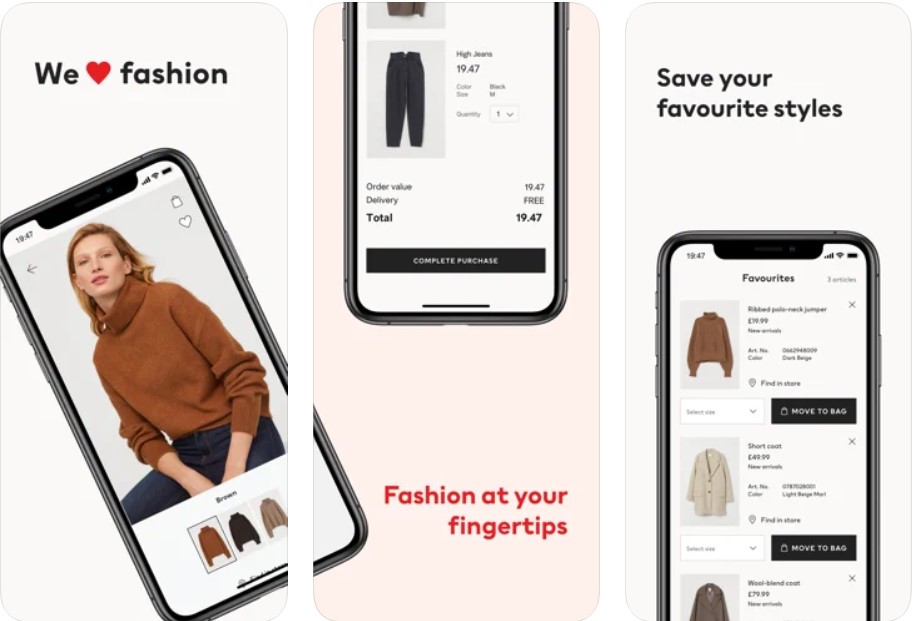 We ♥ fashion
19:47
Brown
High Jeans
19.47
Color Black
Size M
Quantity 1
Order value 19.47
Delivery FREE
Total 19.47
COMPLETE PURCHASE
Fashion at your
fingertips
Save your
favourite styles
19:47
Favourites 3 articles
Ribbed polo-neck jumper
£19.99
New arrivals
Art. No. 0662948009
Color Dark Beige
Find in store
Select size MOVE TO BAG
Short coat
£49.99
New arrivals
Art. No. 0787028001
Color Light Beige Marl
Find in store
Select size MOVE TO BAG
Wool-blend coat
£79.99
New arrivals